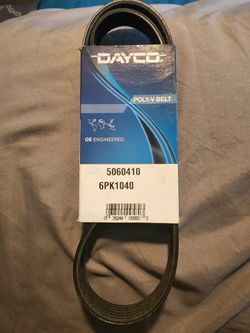 DAYCO
POLY-V BELT
OE ENGINEERED
5060410
6PK1040